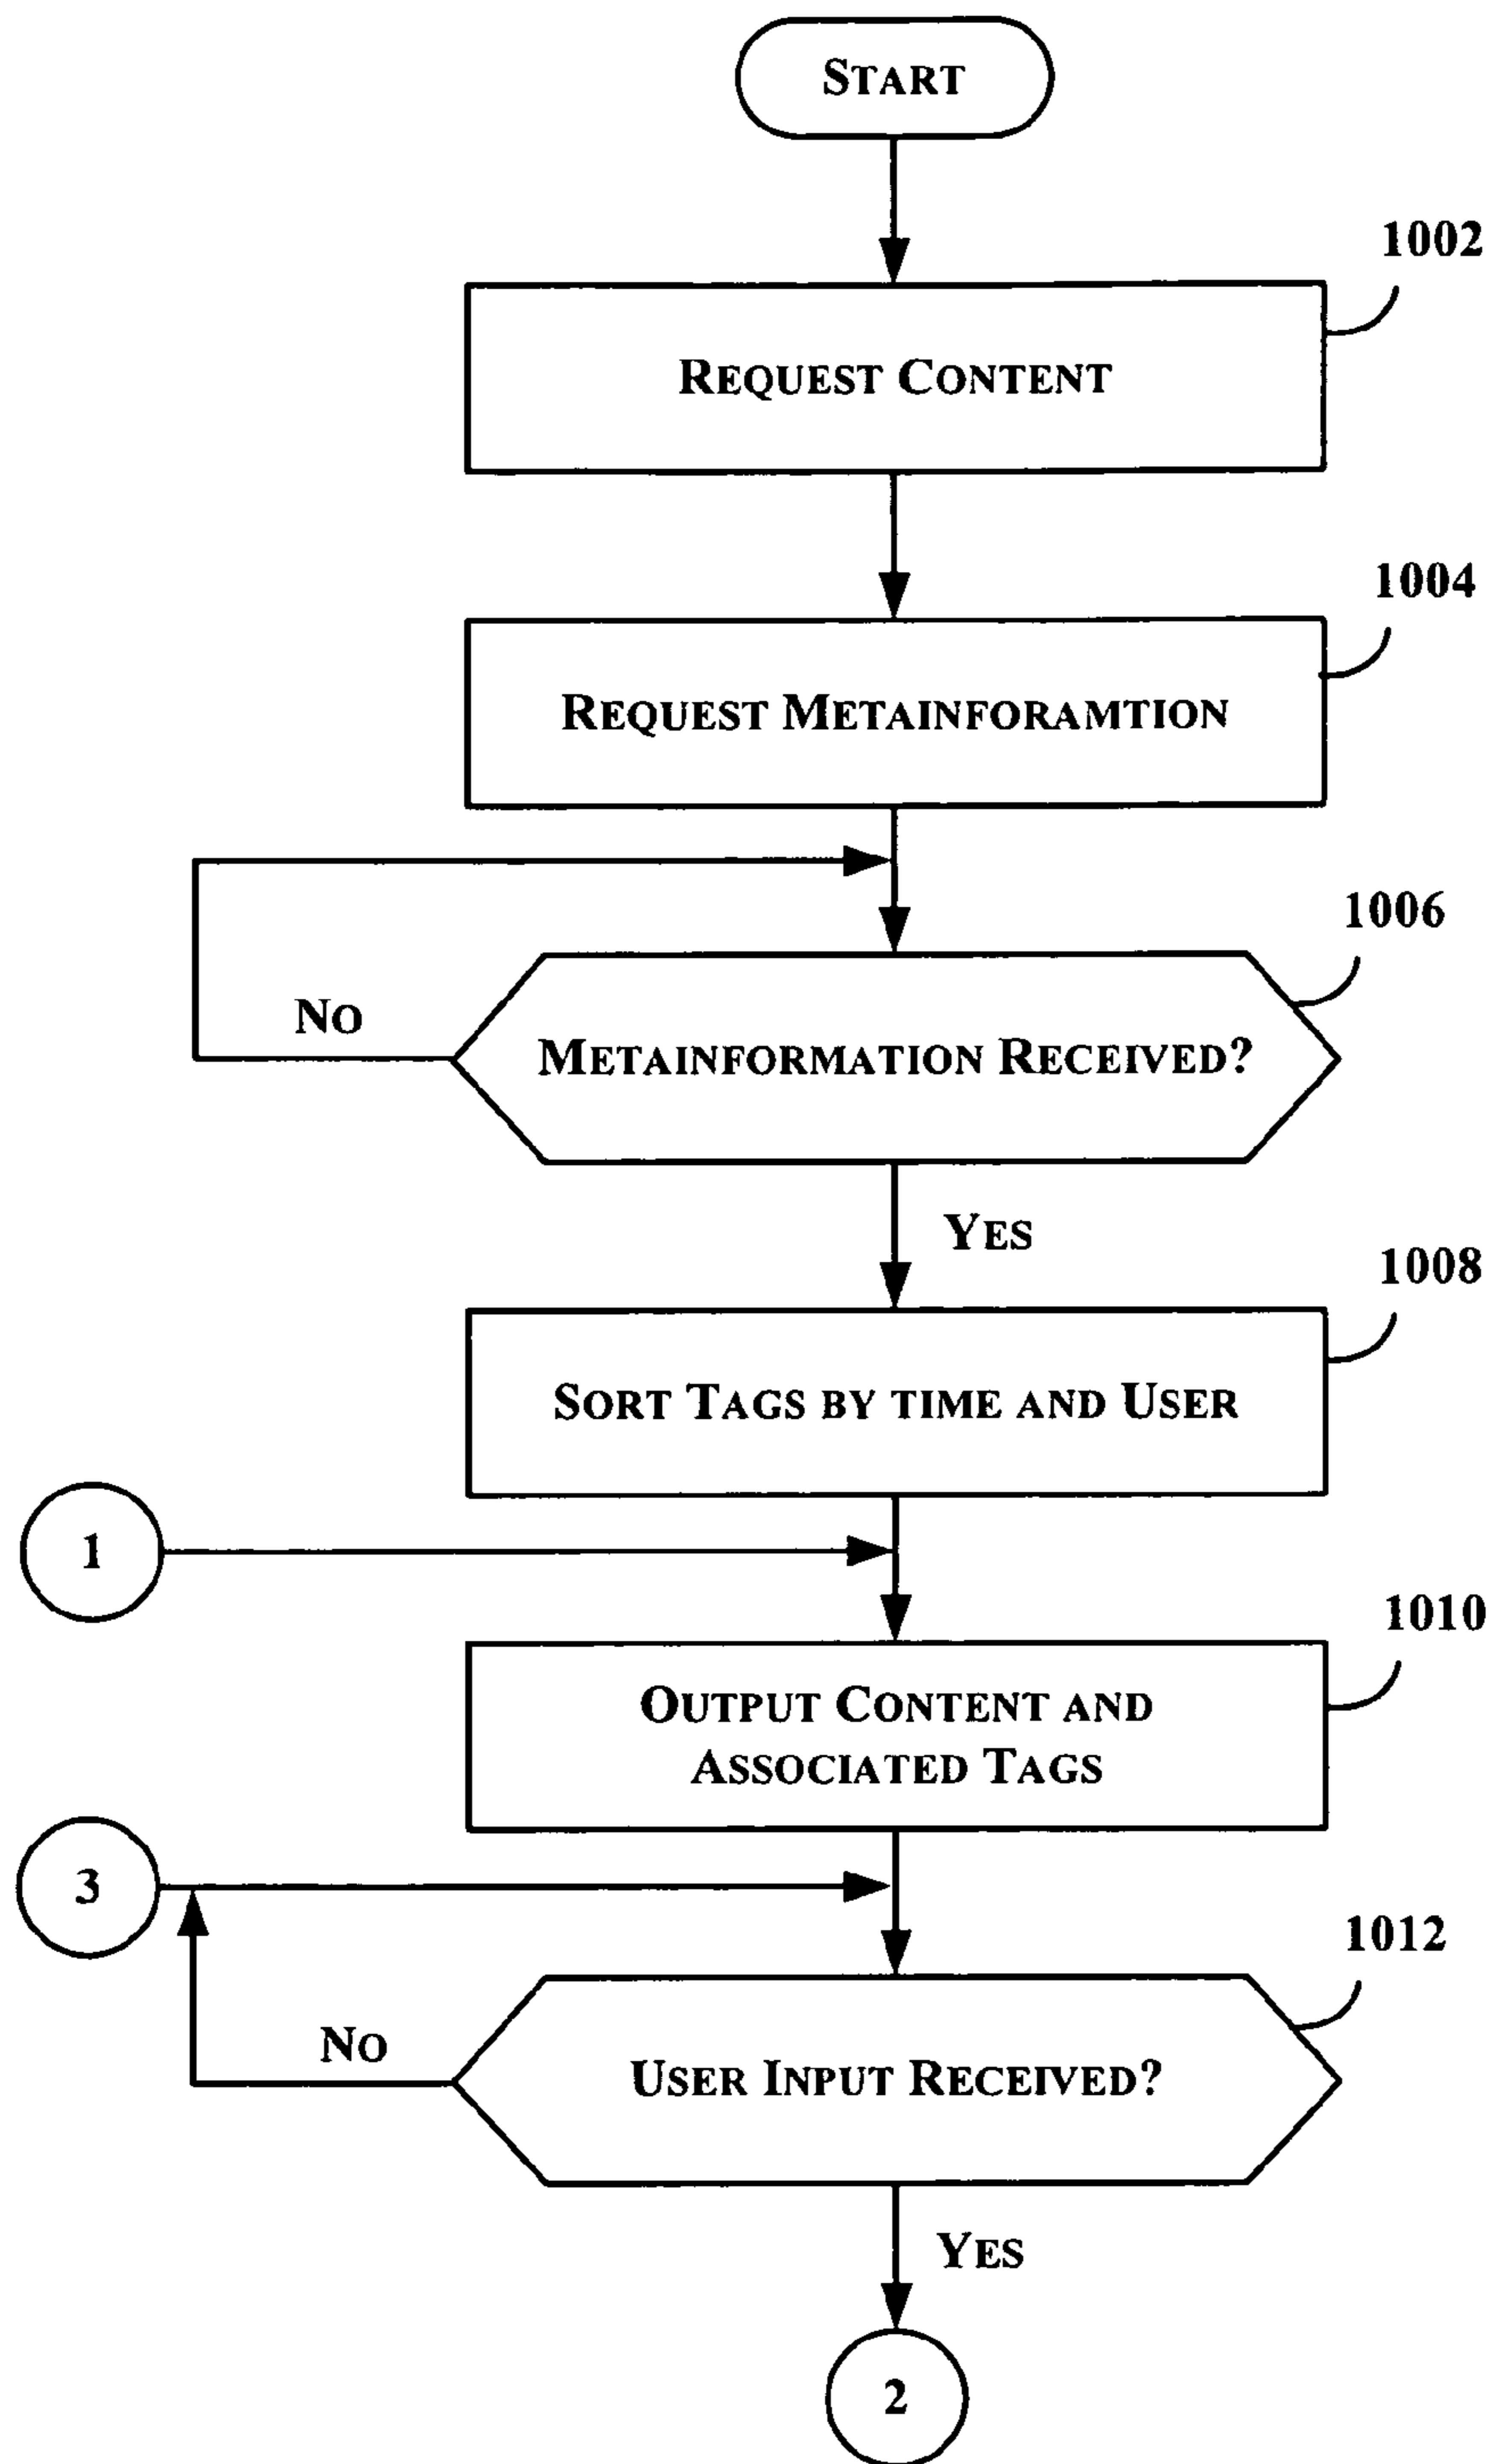 START
1002
REQUEST CONTENT
1004
REQUEST METAINFORAMTION
1006
NO
METAINFORMATION RECEIVED?
YES
1008
SORT TAGS BY TIME AND USER
1
1010
OUTPUT CONTENT AND
ASSOCIATED TAGS
3
1012
NO
USER INPUT RECEIVED?
YES
2